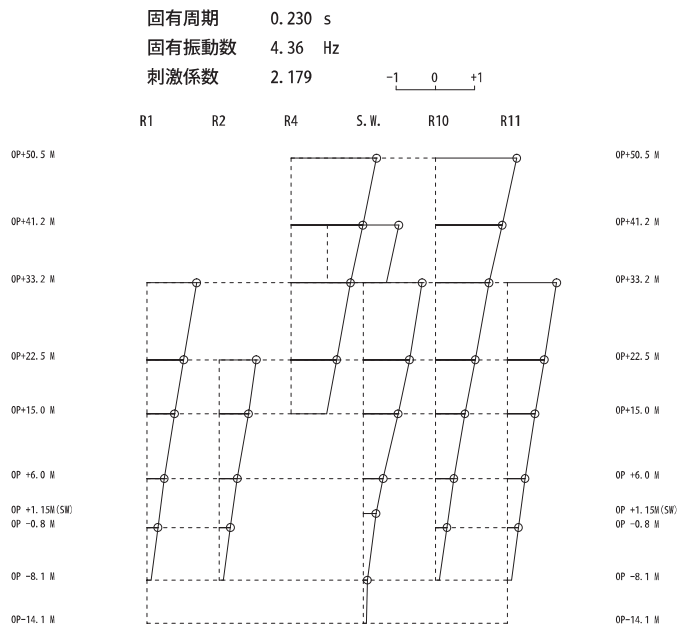 固有周期 0.230 s
固有振動数 4.36 Hz
刺激係数 2.179
-1 0 +1
R1 R2 R4 S.W. R10 R11
OP+50.5 M OP+50.5 M
OP+41.2 M OP+41.2 M
OP+33.2 M OP+33.2 M
OP+22.5 M OP+22.5 M
OP+15.0 M OP+15.0 M
OP +6.0 M OP +6.0 M
OP +1.15M(SW) OP +1.15M(SW)
OP -0.8 M OP -0.8 M
OP -8.1 M OP -8.1 M
OP-14.1 M OP-14.1 M